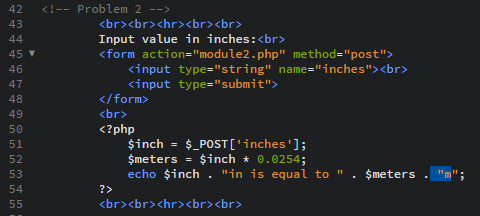 42 <!-- Problem 2 -->
43 <br><br><hr><br><br>
44 Input value in inches:<br>
45 ▼ <form action="module2.php" method="post">
46 <input type="string" name="inches"><br>
47 <input type="submit">
48 </form>
49 <br>
50 <?php
51 $inch = $_POST['inches'];
52 $meters = $inch * 0.0254;
53 echo $inch . "in is equal to " . $meters . "m";
54 ?>
55 <br><br><hr><br><br>